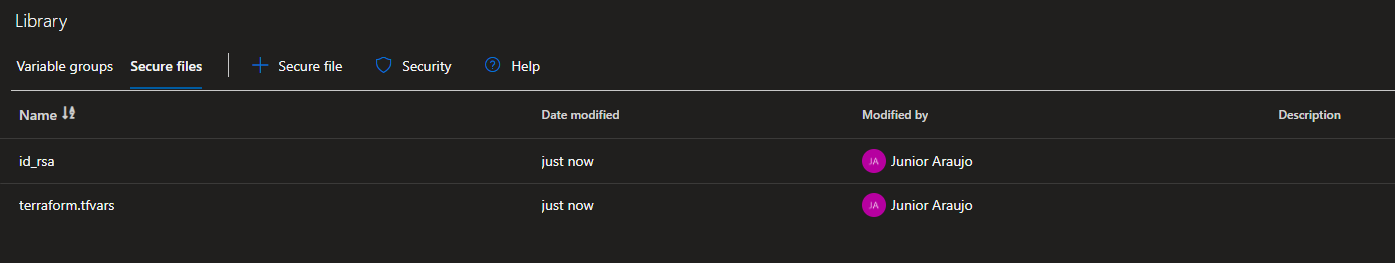 Library
Variable groups Secure files Secure file Security Help
Name Date modified Modified by Description
id_rsa just now JA Junior Araujo
terraform.tfvars just now JA Junior Araujo